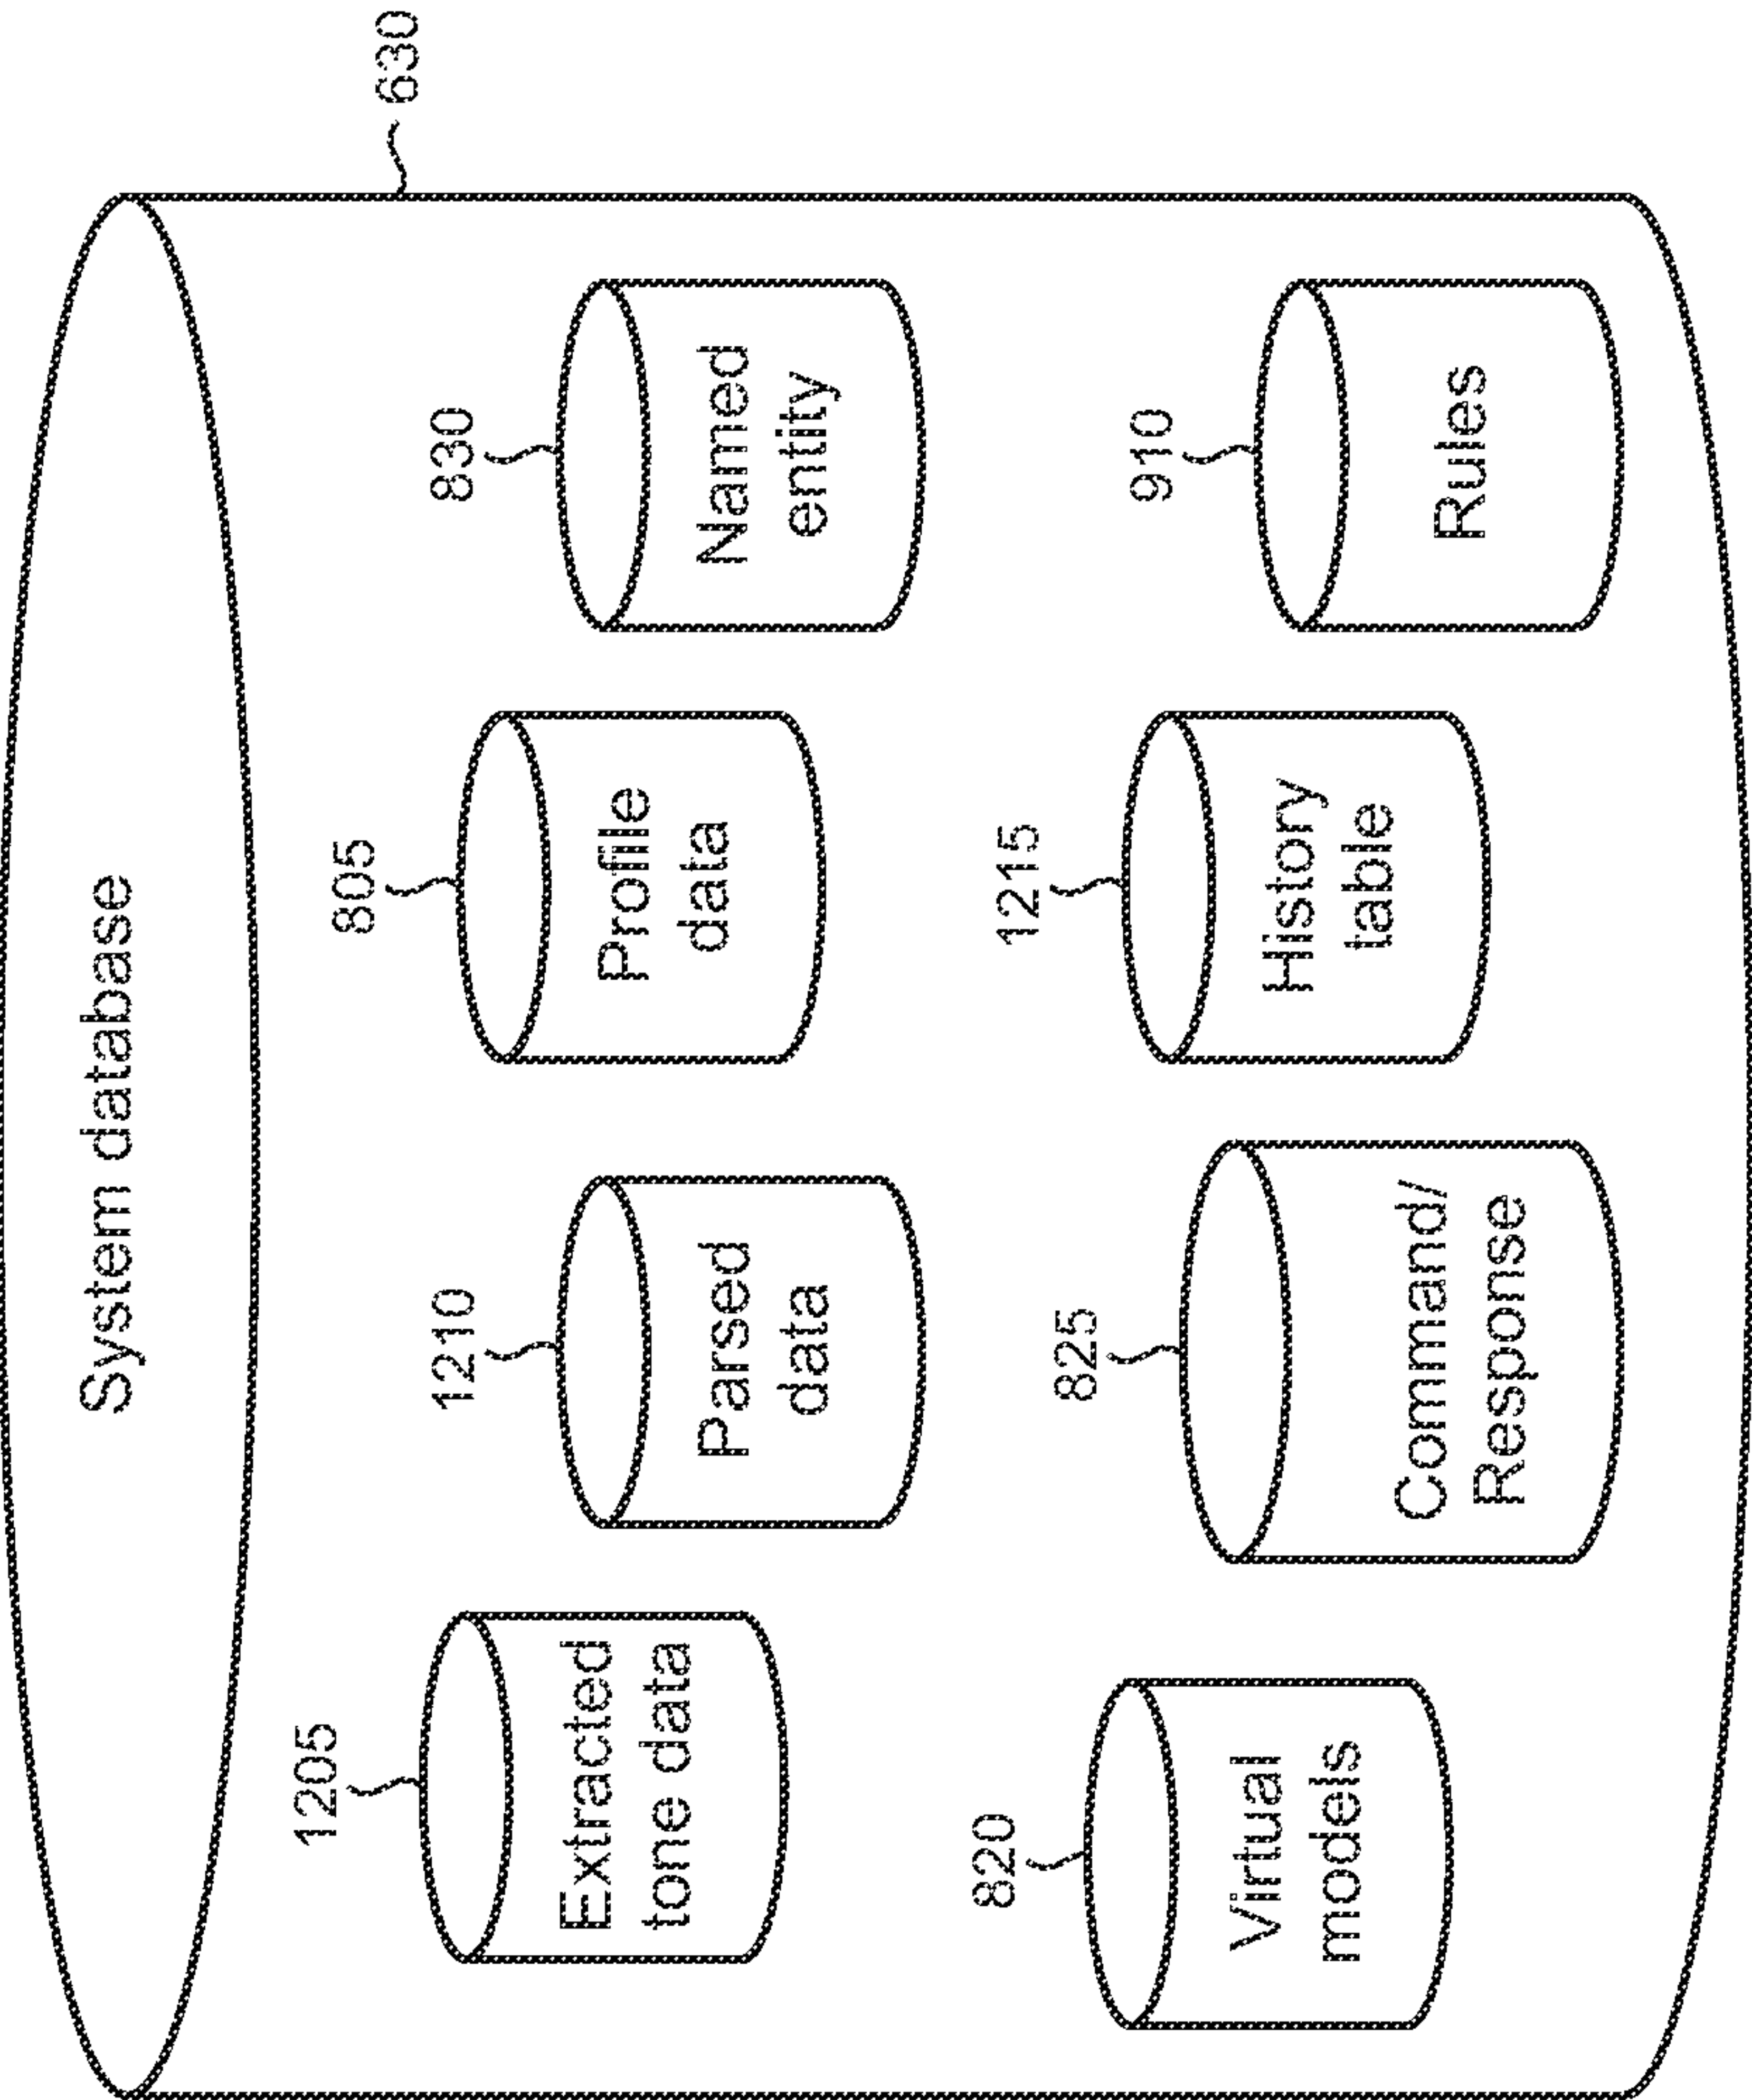 System database
630
1205
Extracted
tone data
1210
Parsed
data
805
Profile
data
830
Named
entity
820
Virtual
models
825
Command/
Response
1215
History
table
910
Rules